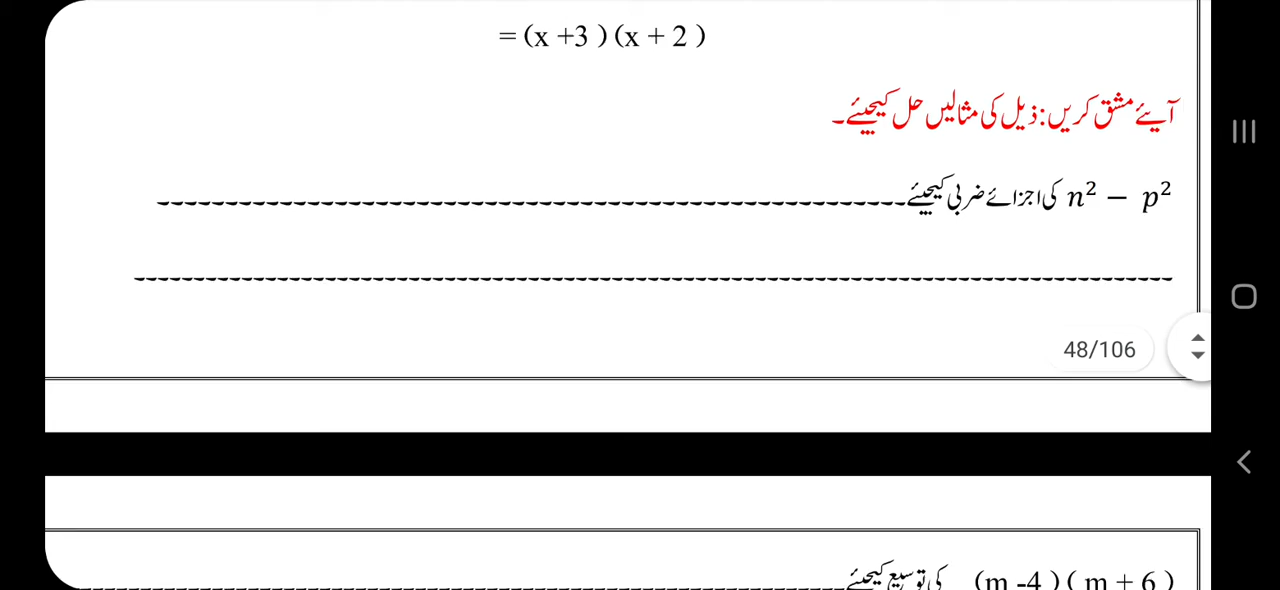 = (x +3 ) (x + 2 )
آیئے مشق کریں: ذیل کی مثالیں حل کیجیئے۔
n² − p² کی اجزائے ضربی کیجیئے۔۔۔۔۔۔۔۔۔۔۔۔۔۔۔۔۔۔۔۔۔۔۔۔۔۔۔۔۔۔۔۔۔۔۔۔۔۔۔۔۔۔۔۔
۔۔۔۔۔۔۔۔۔۔۔۔۔۔۔۔۔۔۔۔۔۔۔۔۔۔۔۔۔۔۔۔۔۔۔۔۔۔۔۔۔۔۔۔۔۔۔۔۔۔۔۔۔۔۔۔۔۔
48/106
(m -4 ) ( m + 6 ) کی توسیع کیجیئے۔۔۔۔۔۔۔۔۔۔۔۔۔۔۔۔۔۔۔۔۔۔۔۔۔۔۔۔۔۔۔۔۔۔۔۔۔۔۔۔۔۔۔۔